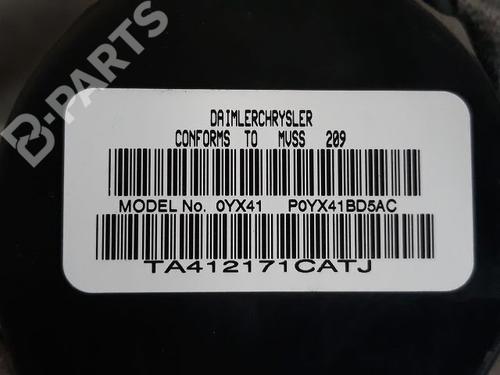 B-PARTS
DAIMLERCHRYSLER
CONFORMS TO MVSS 209
MODEL No. 0YX41 P0YX41BD5AC
TA412171CATJ